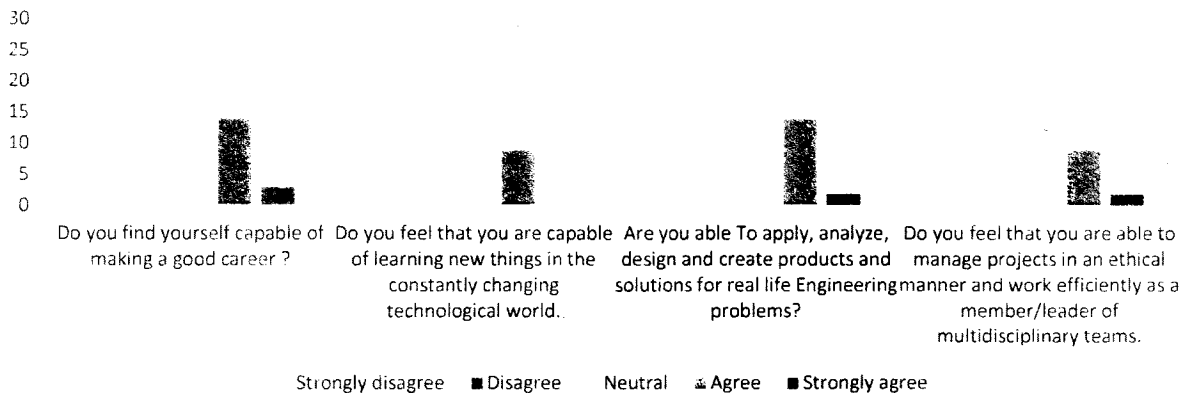 30
25
20
15
10
5
0
Do you find yourself capable of making a good career ?
Do you feel that you are capable of learning new things in the constantly changing technological world.
Are you able To apply, analyze, design and create products and solutions for real life Engineering problems?
Do you feel that you are able to manage projects in an ethical manner and work efficiently as a member/leader of multidisciplinary teams.
Strongly disagree Disagree Neutral Agree Strongly agree